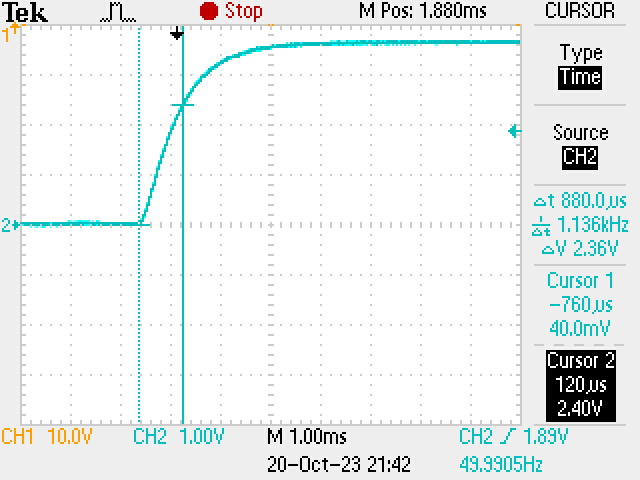 Tek Stop M Pos: 1.880ms CURSOR
1
Type
Time
Source
CH2
2
Δt 880.0µs
1/Δt 1.136kHz
ΔV 2.36V
Cursor 1
-760µs
40.0mV
Cursor 2
120µs
2.40V
CH1 10.0V CH2 1.00V M 1.00ms CH2 1.89V
20-Oct-23 21:42 49.9905Hz